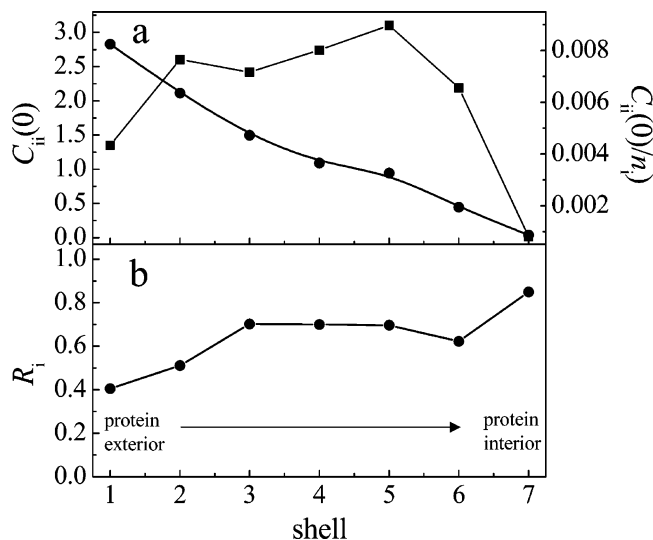 a
3.0
2.5
2.0
1.5
1.0
0.5
0.0
C_ii(0)
0.008
0.006
0.004
0.002
C_ii(0)/n_i)
b
1.0
0.8
0.6
0.4
0.2
0.0
R_i
protein exterior
protein interior
1 2 3 4 5 6 7
shell